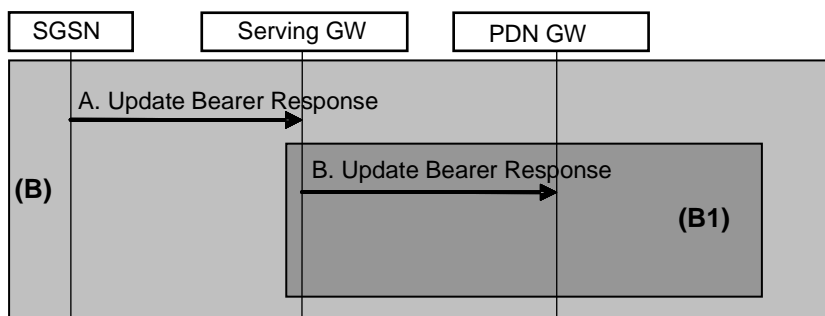 SGSN
Serving GW
PDN GW
A. Update Bearer Response
B. Update Bearer Response
(B)
(B1)